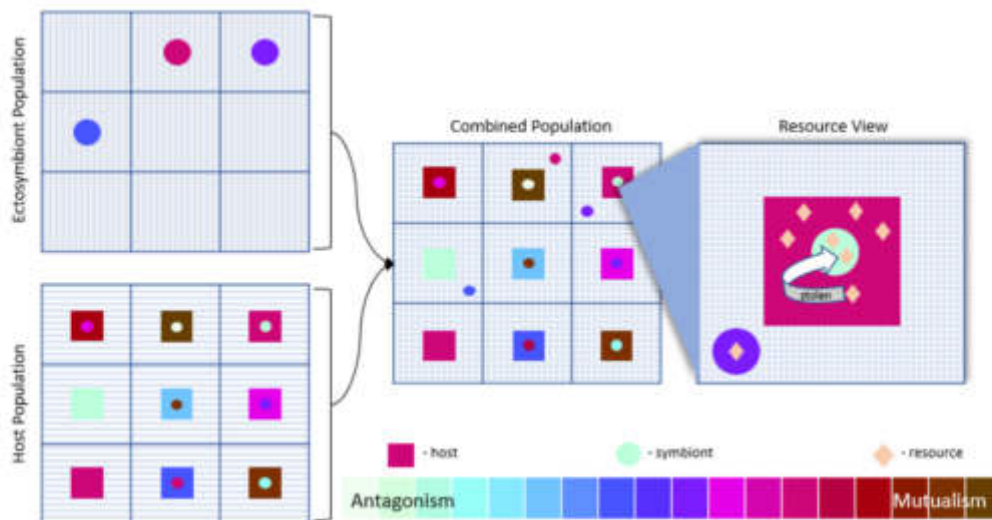 Ectosymbiont Population
Host Population
Combined Population
Resource View
stolen
- host
- symbiont
- resource
Antagonism
Mutualism